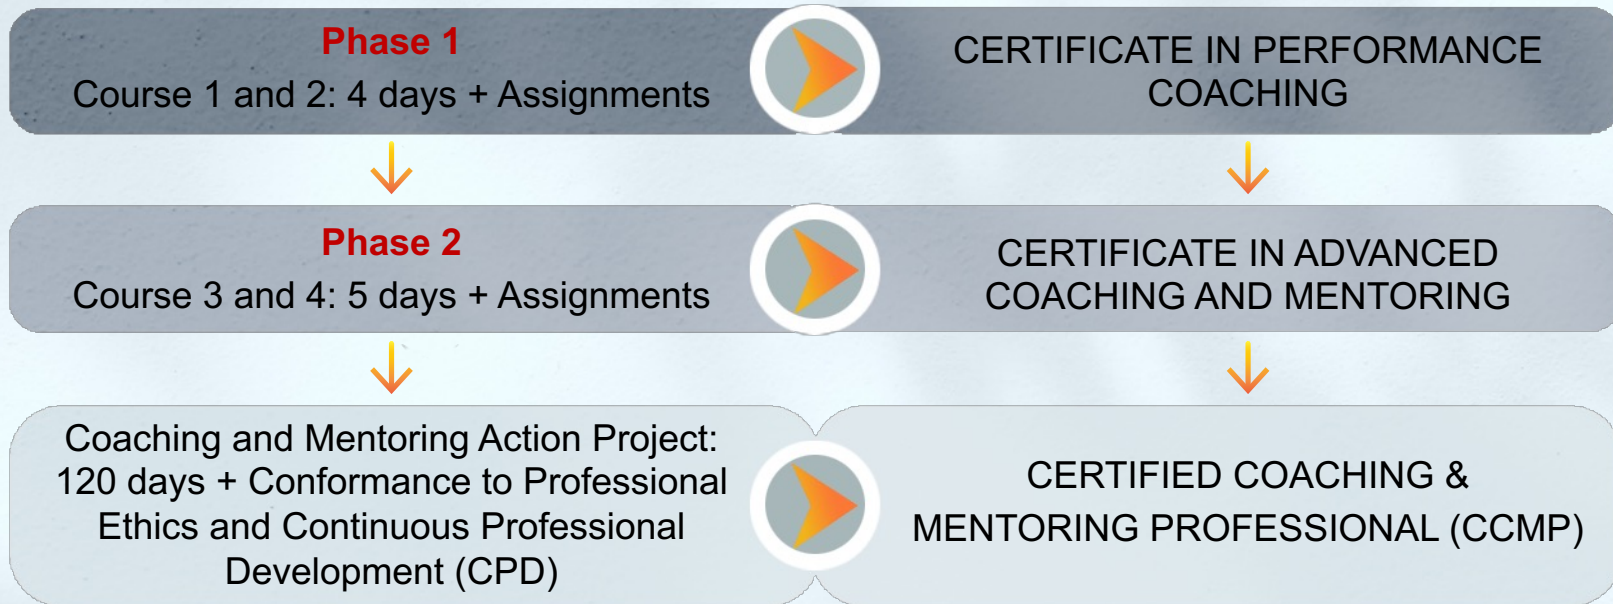 Phase 1
Course 1 and 2: 4 days + Assignments
CERTIFICATE IN PERFORMANCE
COACHING
Phase 2
Course 3 and 4: 5 days + Assignments
CERTIFICATE IN ADVANCED
COACHING AND MENTORING
Coaching and Mentoring Action Project:
120 days + Conformance to Professional
Ethics and Continuous Professional
Development (CPD)
CERTIFIED COACHING &
MENTORING PROFESSIONAL (CCMP)